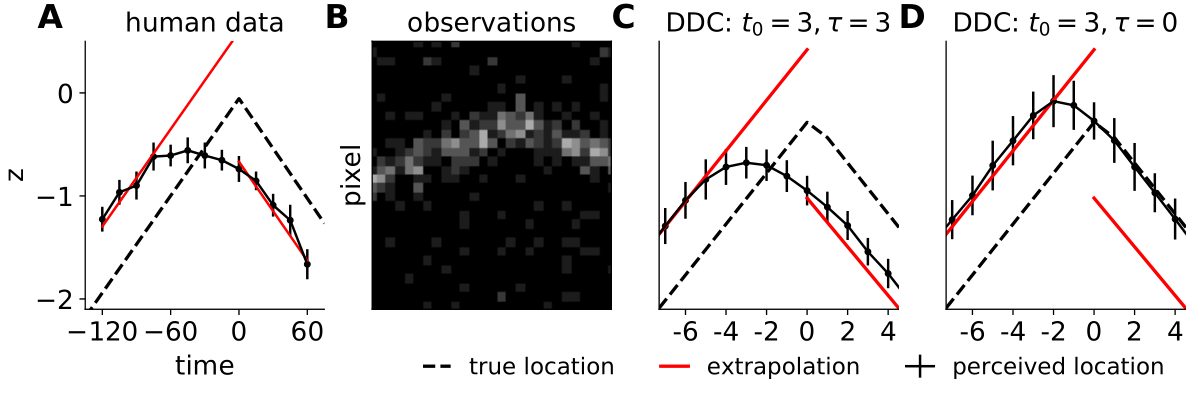 A human data
B observations
C DDC: t₀ = 3, τ = 3
D DDC: t₀ = 3, τ = 0
z
0
−1
−2
−120 −60 0 60
time
pixel
-6 -4 -2 0 2 4
-6 -4 -2 0 2 4
true location
extrapolation
perceived location